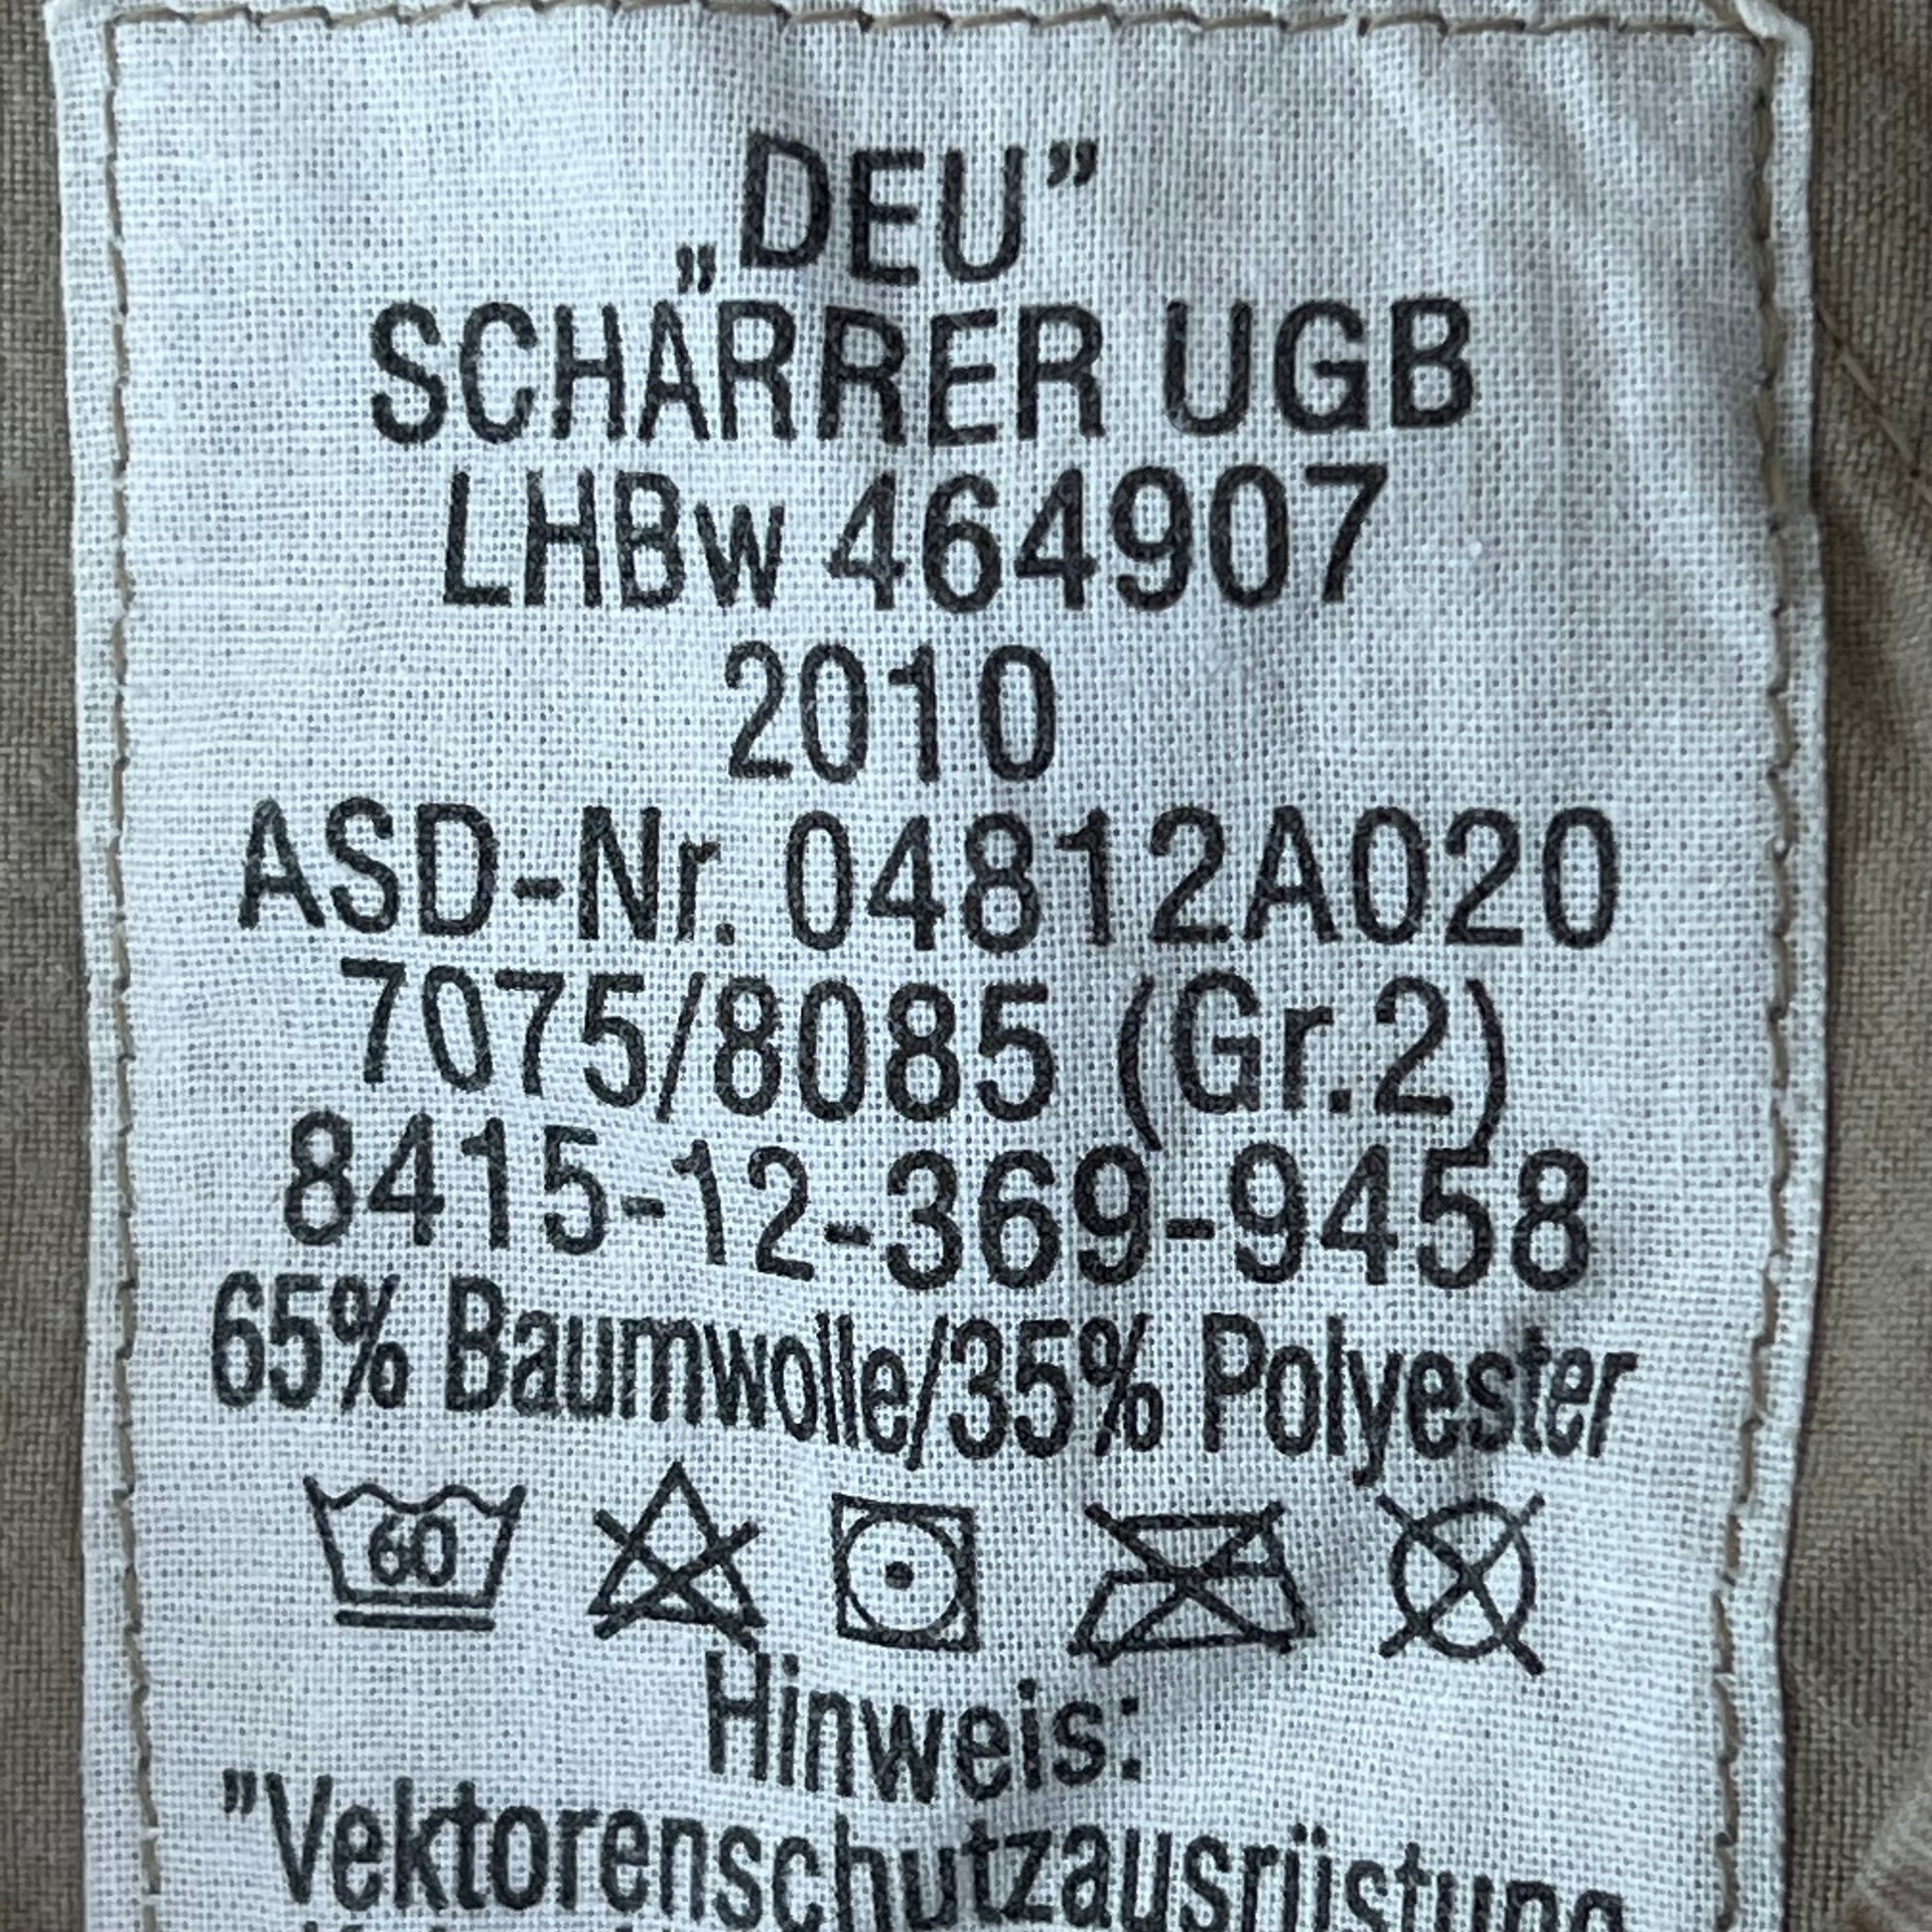 „DEU”
SCHÄRRER UGB
LHBw 464907
2010
ASD-Nr. 04812A020
7075/8085 (Gr.2)
8415-12-369-9458
65% Baumwolle/35% Polyester
60
Hinweis:
"Vektorenschutzausrüstung